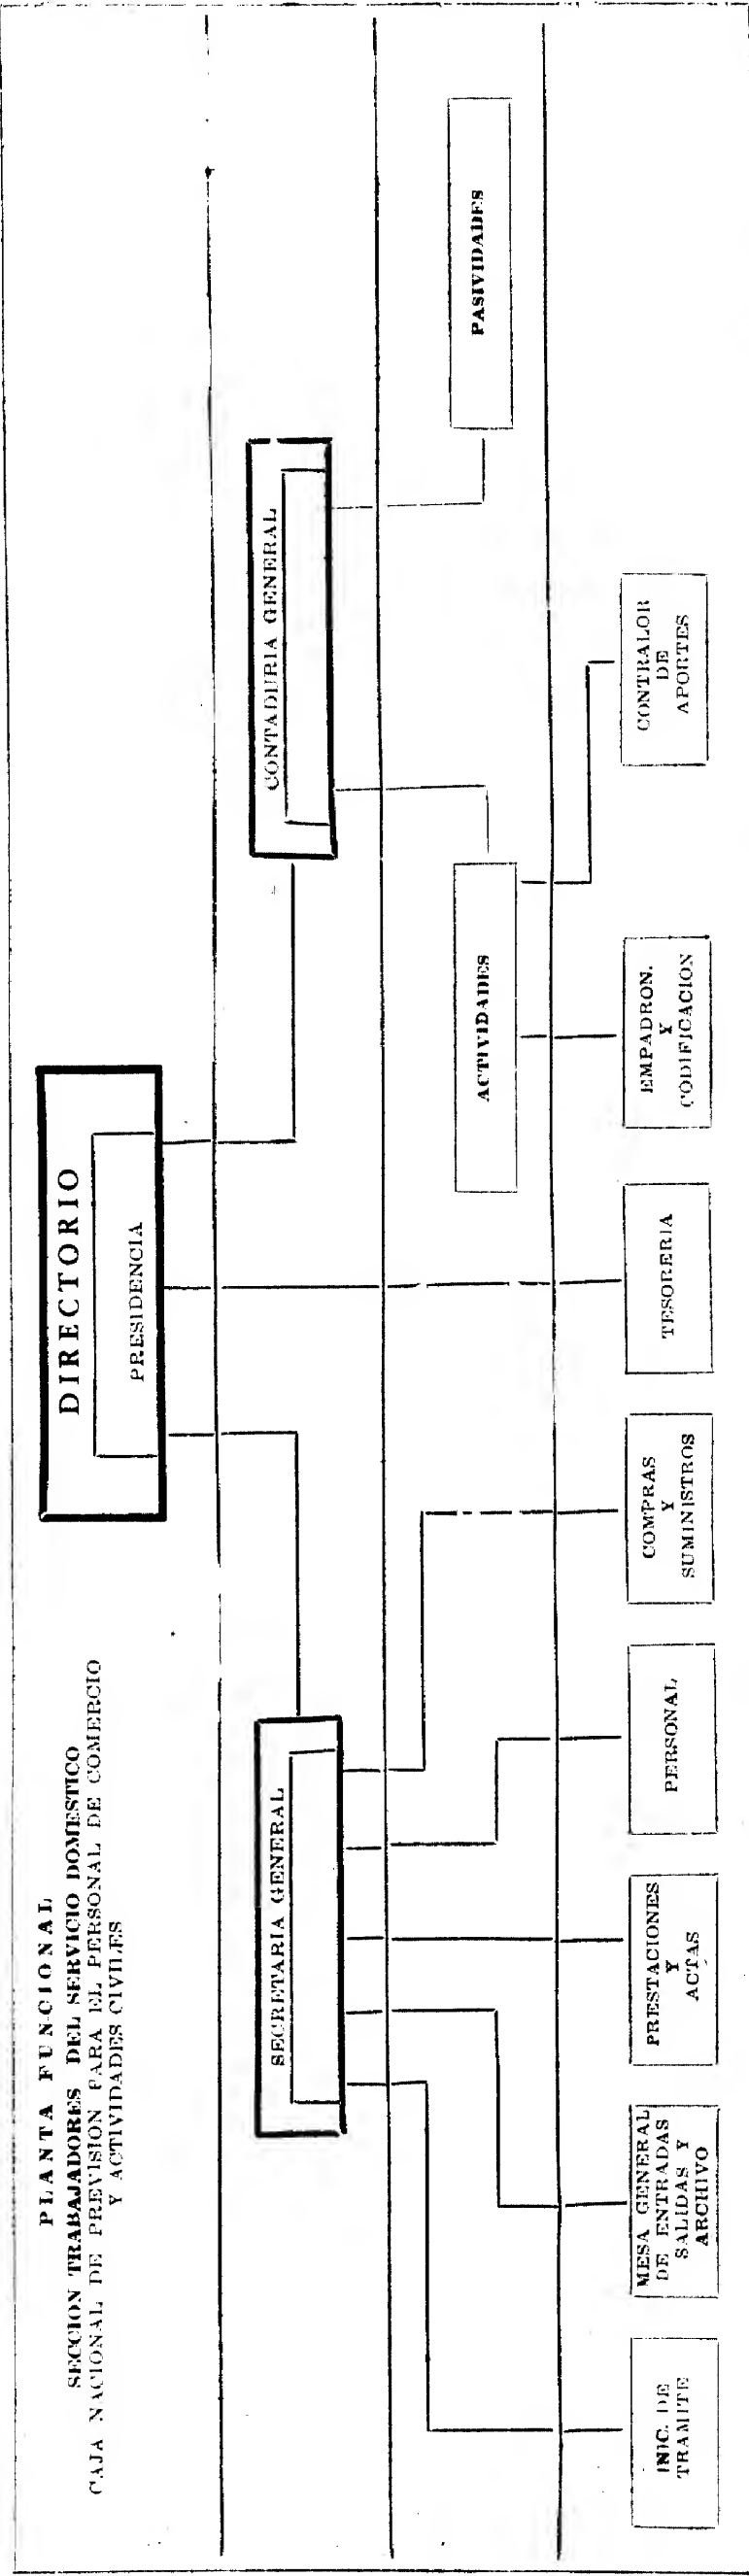 PLANTA FUNCIONAL
SECCION TRABAJADORES DEL SERVICIO DOMESTICO
CAJA NACIONAL DE PREVISION PARA EL PERSONAL DE COMERCIO
Y ACTIVIDADES CIVILES
DIRECTORIO
PRESIDENCIA
SECRETARIA GENERAL
CONTADURIA GENERAL
ACTIVIDADES
PASIVIDADES
INIC. DE
TRAMITE
MESA GENERAL
DE ENTRADAS
SALIDAS Y
ARCHIVO
PRESTACIONES
Y
ACTAS
PERSONAL
COMPRAS
Y
SUMINISTROS
TESORERIA
EMPADRON.
Y
CODIFICACION
CONTRALOR
DE
APORTES